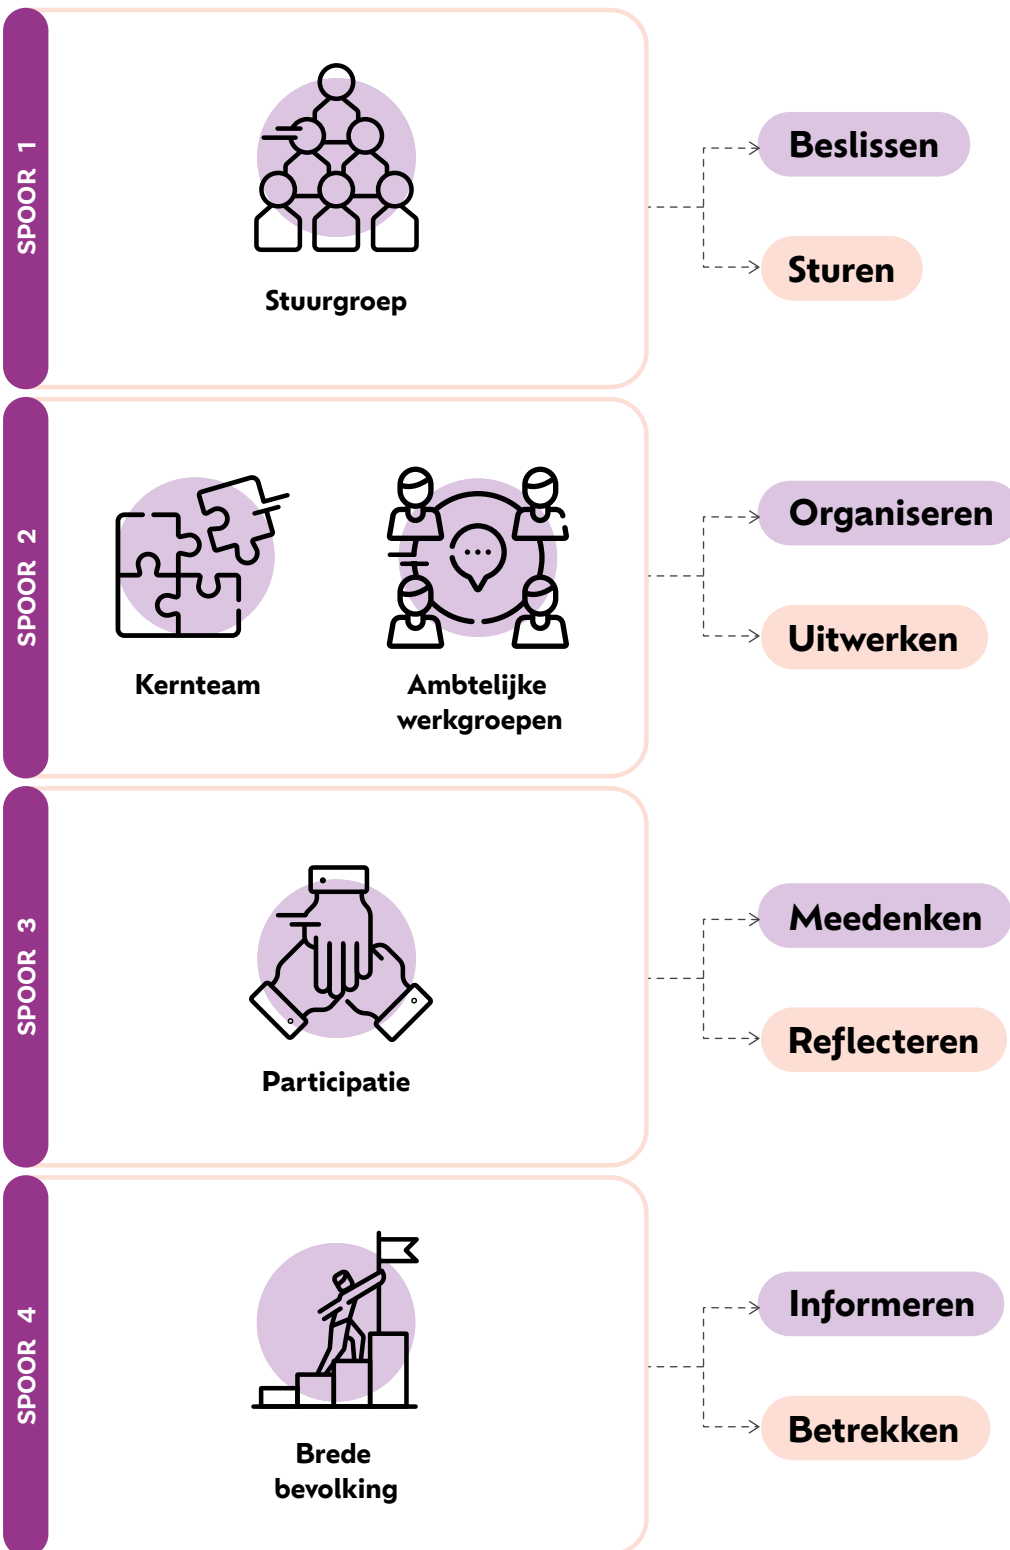 SPOOR 1
Stuurgroep
Beslissen
Sturen
SPOOR 2
Kernteam
Ambtelijke
werkgroepen
Organiseren
Uitwerken
SPOOR 3
Participatie
Meedenken
Reflecteren
SPOOR 4
Brede
bevolking
Informeren
Betrekken